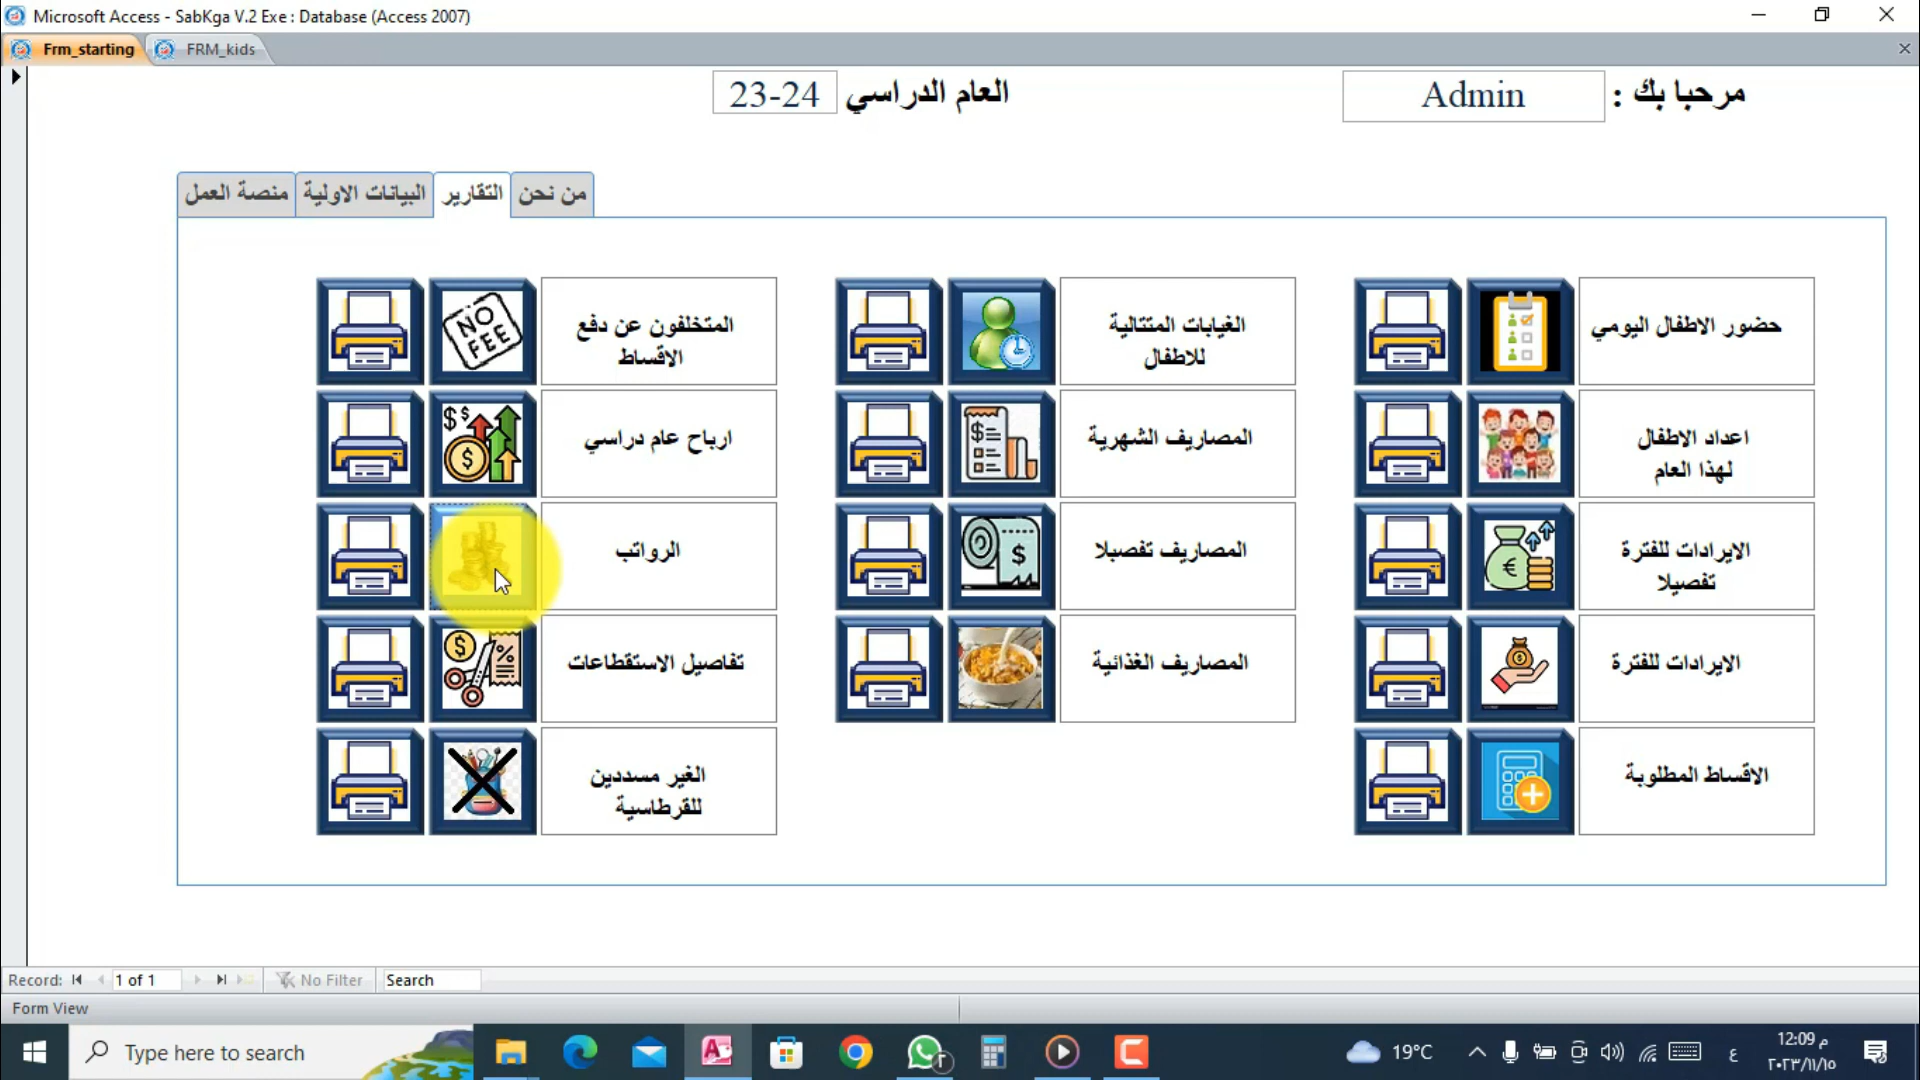 Microsoft Access - SabKga V.2 Exe : Database (Access 2007)
Frm_starting
FRM_kids
مرحبا بك :
Admin
العام الدراسي
23-24
منصة العمل
البيانات الاولية
التقارير
من نحن
حضور الاطفال اليومي
اعداد الاطفال
لهذا العام
الايرادات للفترة
تفصيلا
الايرادات للفترة
الاقساط المطلوبة
الغيابات المتتالية
للاطفال
المصاريف الشهرية
المصاريف تفصيلا
المصاريف الغذائية
المتخلفون عن دفع
الاقساط
NO
FEE
ارباح عام دراسي
الرواتب
تفاصيل الاستقطاعات
الغير مسددين
للقرطاسية
Record:
1 of 1
No Filter
Search
Form View
Type here to search
19°C
ع
12:09 م
٢٠٢٣/١١/١٥